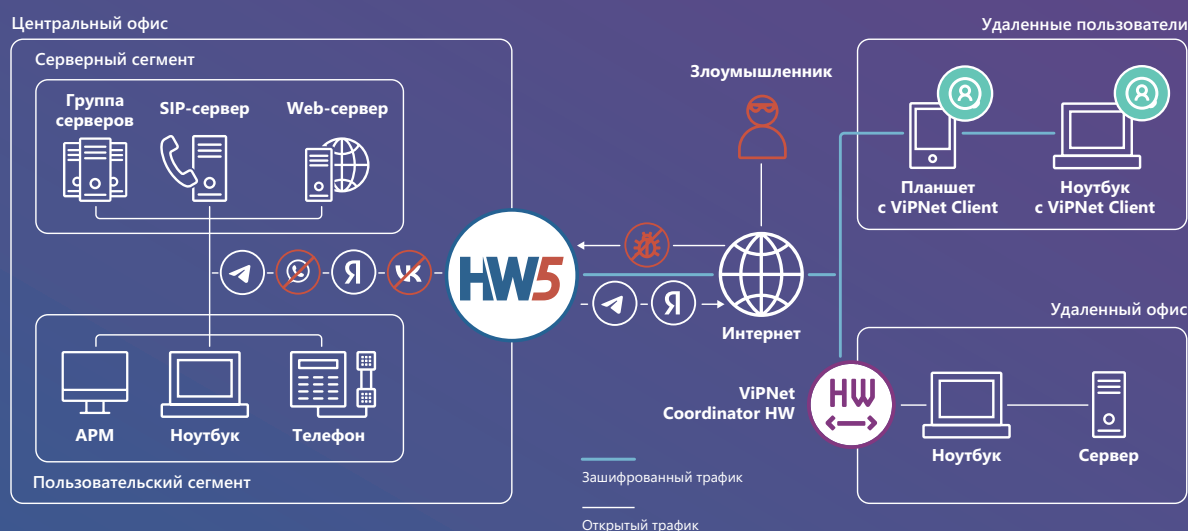 Центральный офис
Серверный сегмент
Группа
серверов
SIP-сервер
Web-сервер
HW5
Я
АРМ
Ноутбук
Телефон
Пользовательский сегмент
Злоумышленник
Я
Интернет
Удаленные пользователи
Планшет
с ViPNet Client
Ноутбук
с ViPNet Client
Удаленный офис
ViPNet
Coordinator HW
HW
Ноутбук
Сервер
Зашифрованный трафик
Открытый трафик